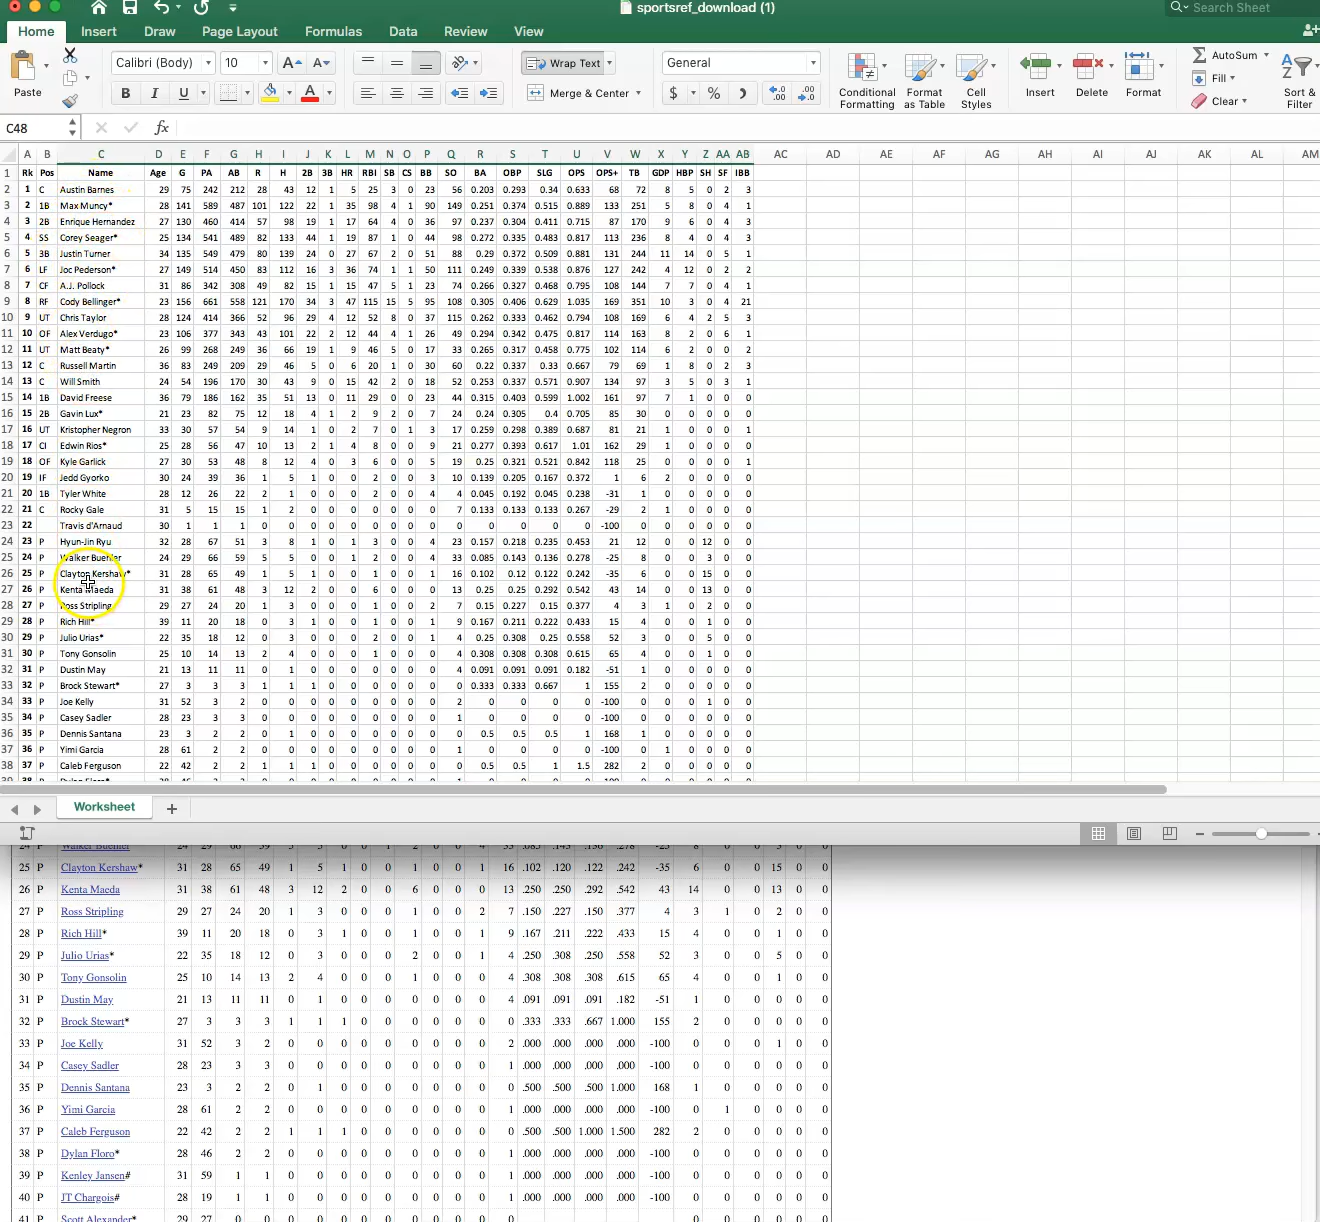 sportsref_download (1)
Search Sheet
Home Insert Draw Page Layout Formulas Data Review View
Calibri (Body) 10 A A Wrap Text General AutoSum
Fill
Paste B I U A Merge & Center $ % Conditional Formatting Format as Table Cell Styles Insert Delete Format Clear Sort & Filter
C48 fx
A B C D E F G H I J K L M N O P Q R S T U V W X Y Z AA AB AC AD AE AF AG AH AI AJ AK AL AM
1 Rk Pos Name Age G PA AB R H 2B 3B HR RBI SB CS BB SO BA OBP SLG OPS OPS+ TB GDP HBP SH SF IBB
2 1 C Austin Barnes 29 75 242 212 28 43 12 1 5 25 3 0 23 56 0.203 0.293 0.34 0.633 68 72 8 5 0 2 3
3 2 1B Max Muncy* 28 141 589 487 101 122 22 1 35 98 4 1 90 149 0.251 0.374 0.515 0.889 133 251 5 8 0 4 1
4 3 2B Enrique Hernandez 27 130 460 414 57 98 19 1 17 64 4 0 36 97 0.237 0.304 0.411 0.715 87 170 9 6 0 4 3
5 4 SS Corey Seager* 25 134 541 489 82 133 44 1 19 87 1 0 44 98 0.272 0.335 0.483 0.817 113 236 8 4 0 4 3
6 5 3B Justin Turner 34 135 549 479 80 139 24 0 27 67 2 0 51 88 0.29 0.372 0.509 0.881 131 244 11 14 0 5 1
7 6 LF Joc Pederson* 27 149 514 450 83 112 16 3 36 74 1 1 50 111 0.249 0.339 0.538 0.876 127 242 4 12 0 2 2
8 7 CF A.J. Pollock 31 86 342 308 49 82 15 1 15 47 5 1 23 74 0.266 0.327 0.468 0.795 108 144 7 7 0 4 1
9 8 RF Cody Bellinger* 23 156 661 558 121 170 34 3 47 115 15 5 95 108 0.305 0.406 0.629 1.035 169 351 10 3 0 4 21
10 9 UT Chris Taylor 28 124 414 366 52 96 29 4 12 52 8 0 37 115 0.262 0.333 0.462 0.794 108 169 6 4 2 5 3
11 10 OF Alex Verdugo* 23 106 377 343 43 101 22 2 12 44 4 1 26 49 0.294 0.342 0.475 0.817 114 163 8 2 0 6 1
12 11 UT Matt Beaty* 26 99 268 249 36 66 19 1 9 46 5 0 17 33 0.265 0.317 0.458 0.775 102 114 6 2 0 0 2
13 12 C Russell Martin 36 83 249 209 29 46 5 0 6 20 1 0 30 60 0.22 0.337 0.33 0.667 79 69 1 8 0 2 3
14 13 C Will Smith 24 54 196 170 30 43 9 0 15 42 2 0 18 52 0.253 0.337 0.571 0.907 134 97 3 5 0 3 1
15 14 1B David Freese 36 79 186 162 35 51 13 0 11 29 0 0 23 44 0.315 0.403 0.599 1.002 161 97 7 1 0 0 0
16 15 2B Gavin Lux* 21 23 82 75 12 18 4 1 2 9 2 0 7 24 0.24 0.305 0.4 0.705 85 30 0 0 0 0 0
17 16 UT Kristopher Negron 33 30 57 54 9 14 1 0 2 7 0 1 3 17 0.259 0.298 0.389 0.687 81 21 1 0 0 0 1
18 17 CI Edwin Rios* 25 28 56 47 10 13 2 1 4 8 0 0 9 21 0.277 0.393 0.617 1.01 162 29 1 0 0 0 0
19 18 OF Kyle Garlick 27 30 53 48 8 12 4 0 3 6 0 0 5 19 0.25 0.321 0.521 0.842 118 25 0 0 0 0 1
20 19 IF Jedd Gyorko 30 24 39 36 1 5 1 0 0 2 0 0 3 10 0.139 0.205 0.167 0.372 1 6 2 0 0 0 0
21 20 1B Tyler White 28 12 26 22 2 1 0 0 0 2 0 0 4 4 0.045 0.192 0.045 0.238 -31 1 0 0 0 0 0
22 21 C Rocky Gale 31 5 15 15 1 2 0 0 0 2 0 0 0 7 0.133 0.133 0.133 0.267 -29 2 1 0 0 0 0
23 22 Travis d'Arnaud 30 1 1 1 0 0 0 0 0 0 0 0 0 0 0 0 0 0 -100 0 0 0 0 0 0
24 23 P Hyun-Jin Ryu 32 28 67 51 3 8 1 0 1 3 0 0 4 23 0.157 0.218 0.235 0.453 21 12 0 0 12 0 0
25 24 P Walker Buehler 24 29 66 59 5 5 0 0 1 2 0 0 4 33 0.085 0.143 0.136 0.278 -25 8 0 0 3 0 0
26 25 P Clayton Kershaw* 31 28 65 49 1 5 1 0 0 1 0 0 1 16 0.102 0.12 0.122 0.242 -35 6 0 0 15 0 0
27 26 P Kenta Maeda 31 38 61 48 3 12 2 0 0 6 0 0 0 13 0.25 0.25 0.292 0.542 43 14 0 0 13 0 0
28 27 P Ross Stripling 29 27 24 20 1 3 0 0 0 1 0 0 2 7 0.15 0.227 0.15 0.377 4 3 1 0 2 0 0
29 28 P Rich Hill* 39 11 20 18 0 3 1 0 0 1 0 0 1 9 0.167 0.211 0.222 0.433 15 4 0 0 1 0 0
30 29 P Julio Urias* 22 35 18 12 0 3 0 0 0 2 0 0 1 4 0.25 0.308 0.25 0.558 52 3 0 0 5 0 0
31 30 P Tony Gonsolin 25 10 14 13 2 4 0 0 0 1 0 0 0 4 0.308 0.308 0.308 0.615 65 4 0 0 1 0 0
32 31 P Dustin May 21 13 11 11 0 1 0 0 0 0 0 0 0 4 0.091 0.091 0.091 0.182 -51 1 0 0 0 0 0
33 32 P Brock Stewart* 27 3 3 3 1 1 1 0 0 0 0 0 0 0 0.333 0.333 0.667 1 155 2 0 0 0 0 0
34 33 P Joe Kelly 31 52 3 2 0 0 0 0 0 0 0 0 0 2 0 0 0 0 -100 0 0 0 1 0 0
35 34 P Casey Sadler 28 23 3 3 0 0 0 0 0 0 0 0 0 1 0 0 0 0 -100 0 0 0 0 0 0
36 35 P Dennis Santana 23 3 2 2 0 1 0 0 0 0 0 0 0 0 0.5 0.5 0.5 1 168 1 0 0 0 0 0
37 36 P Yimi Garcia 28 61 2 2 0 0 0 0 0 0 0 0 0 1 0 0 0 0 -100 0 1 0 0 0 0
38 37 P Caleb Ferguson 22 42 2 2 1 1 1 0 0 0 0 0 0 0 0.5 0.5 1 1.5 282 2 0 0 0 0 0
Worksheet
25 P Clayton Kershaw* 31 28 65 49 1 5 1 0 0 1 0 0 1 16 .102 .120 .122 .242 -35 6 0 0 15 0 0
26 P Kenta Maeda 31 38 61 48 3 12 2 0 0 6 0 0 0 13 .250 .250 .292 .542 43 14 0 0 13 0 0
27 P Ross Stripling 29 27 24 20 1 3 0 0 0 1 0 0 2 7 .150 .227 .150 .377 4 3 1 0 2 0 0
28 P Rich Hill* 39 11 20 18 0 3 1 0 0 1 0 0 1 9 .167 .211 .222 .433 15 4 0 0 1 0 0
29 P Julio Urias* 22 35 18 12 0 3 0 0 0 2 0 0 1 4 .250 .308 .250 .558 52 3 0 0 5 0 0
30 P Tony Gonsolin 25 10 14 13 2 4 0 0 0 1 0 0 0 4 .308 .308 .308 .615 65 4 0 0 1 0 0
31 P Dustin May 21 13 11 11 0 1 0 0 0 0 0 0 0 4 .091 .091 .091 .182 -51 1 0 0 0 0 0
32 P Brock Stewart* 27 3 3 3 1 1 1 0 0 0 0 0 0 0 .333 .333 .667 1.000 155 2 0 0 0 0 0
33 P Joe Kelly 31 52 3 2 0 0 0 0 0 0 0 0 0 2 .000 .000 .000 .000 -100 0 0 0 1 0 0
34 P Casey Sadler 28 23 3 3 0 0 0 0 0 0 0 0 0 1 .000 .000 .000 .000 -100 0 0 0 0 0 0
35 P Dennis Santana 23 3 2 2 0 1 0 0 0 0 0 0 0 0 .500 .500 .500 1.000 168 1 0 0 0 0 0
36 P Yimi Garcia 28 61 2 2 0 0 0 0 0 0 0 0 0 1 .000 .000 .000 .000 -100 0 1 0 0 0 0
37 P Caleb Ferguson 22 42 2 2 1 1 1 0 0 0 0 0 0 0 .500 .500 1.000 1.500 282 2 0 0 0 0 0
38 P Dylan Floro* 28 46 2 2 0 0 0 0 0 0 0 0 0 1 .000 .000 .000 .000 -100 0 0 0 0 0 0
39 P Kenley Jansen# 31 59 1 1 0 0 0 0 0 0 0 0 0 1 .000 .000 .000 .000 -100 0 0 0 0 0 0
40 P JT Chargois# 28 19 1 1 0 0 0 0 0 0 0 0 0 1 .000 .000 .000 .000 -100 0 0 0 0 0 0
41 P Scott Alexander* 29 27 0 0 0 0 0 0 0 0 0 0 0 0 0 0 0 0 0